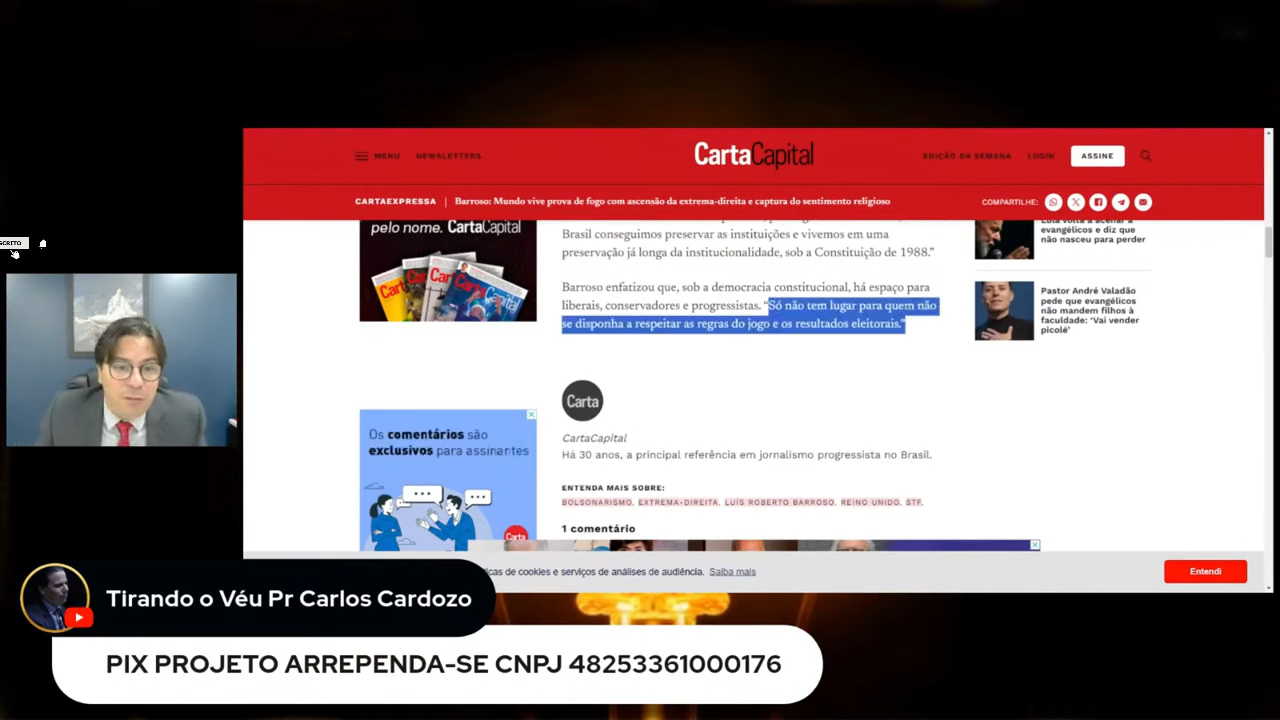 MENU
NEWSLETTERS
CartaCapital
EDIÇÃO DA SEMANA
LOGIN
ASSINE
CARTAEXPRESSA | Barroso: Mundo vive prova de fogo com ascensão da extrema-direita e captura do sentimento religioso
COMPARTILHE:
pelo nome. CartaCapital
Brasil conseguimos preservar as instituições e vivemos em uma
preservação já longa da institucionalidade, sob a Constituição de 1988.”
Barroso enfatizou que, sob a democracia constitucional, há espaço para
liberais, conservadores e progressistas. “Só não tem lugar para quem não
se disponha a respeitar as regras do jogo e os resultados eleitorais.”
Lula volta a acenar a
evangélicos e diz que
não nasceu para perder
Pastor André Valadão
pede que evangélicos
não mandem filhos à
faculdade: ‘Vai vender
picolé’
SCRITO
Os comentários são
exclusivos para assinantes
Carta
Carta
CartaCapital
Há 30 anos, a principal referência em jornalismo progressista no Brasil.
ENTENDA MAIS SOBRE:
BOLSONARISMO, EXTREMA-DIREITA, LUÍS ROBERTO BARROSO, REINO UNIDO, STF,
1 comentário
icas de cookies e serviços de análises de audiência. Saiba mais
Entendi
Tirando o Véu Pr Carlos Cardozo
PIX PROJETO ARREPENDA-SE CNPJ 48253361000176